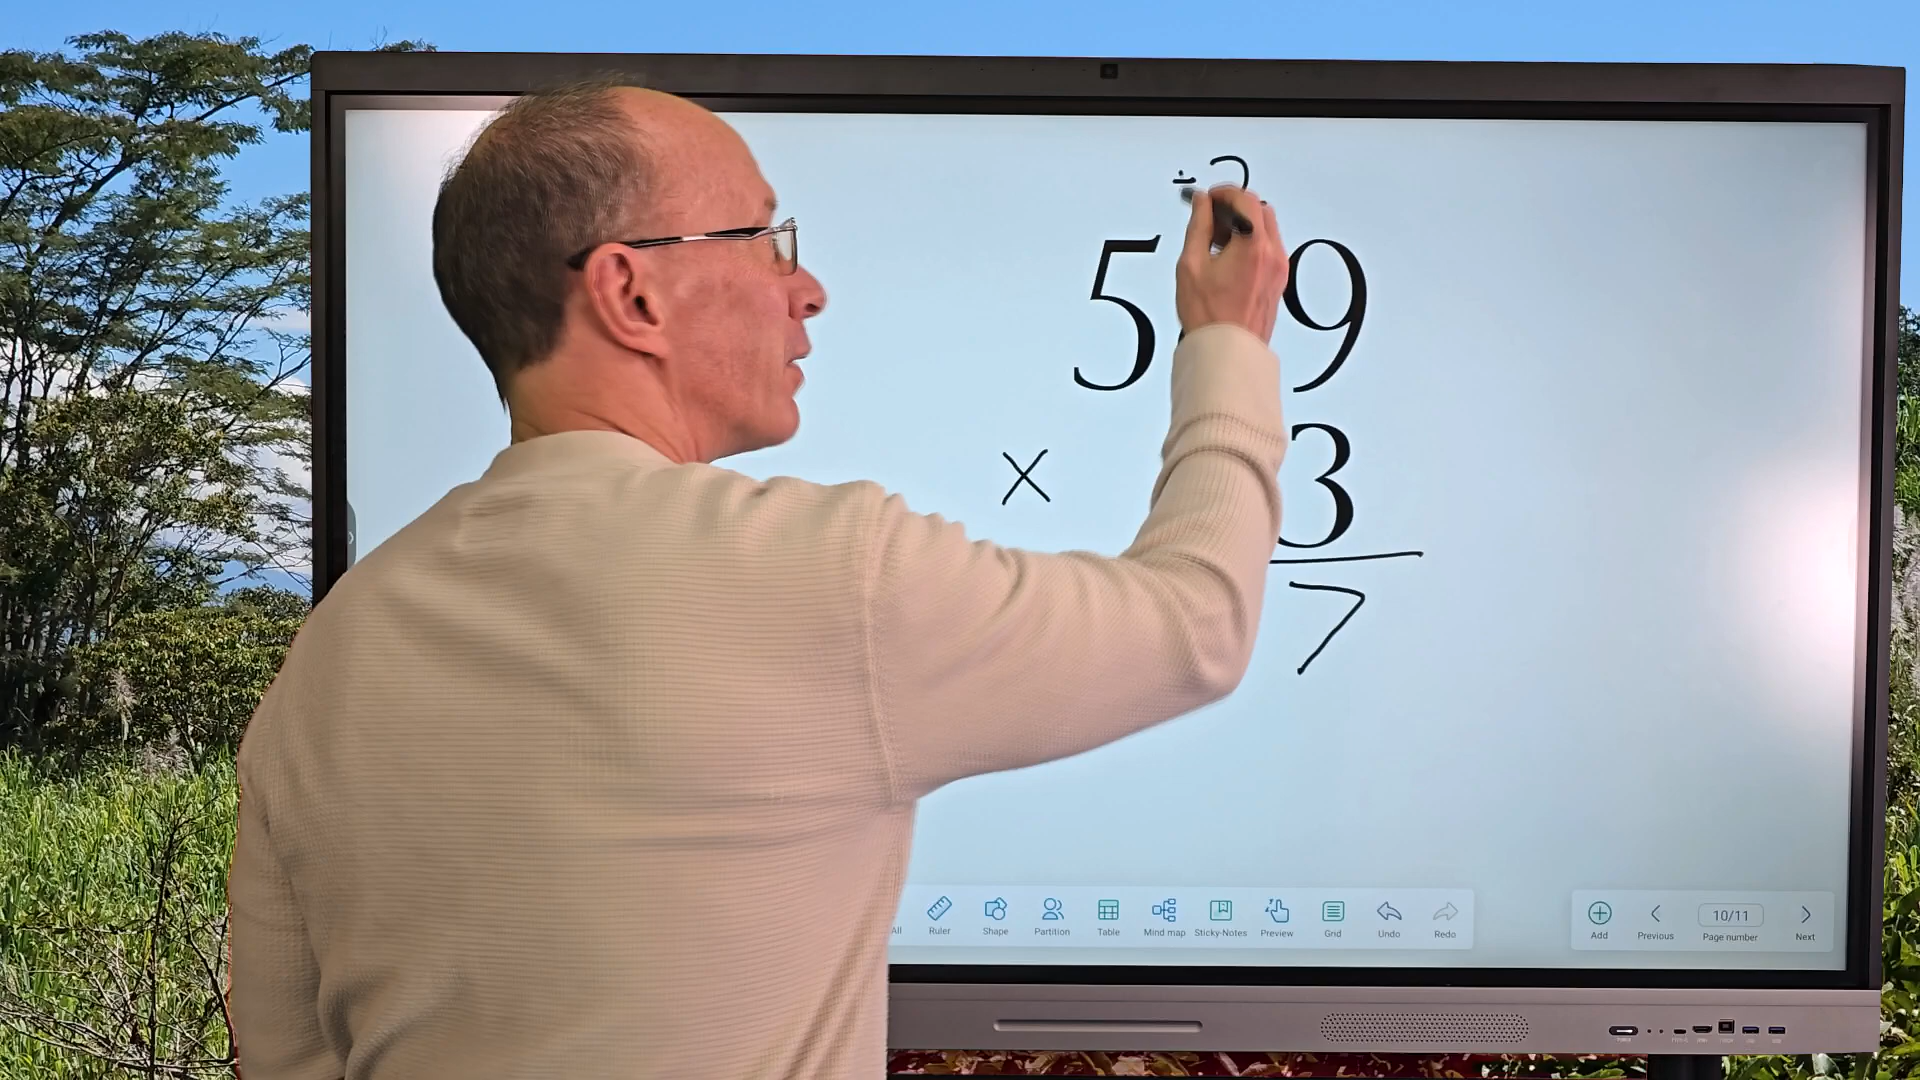 ÷ 2
5 9
× 3
7
All Ruler Shape Partition Table Mind map Sticky-Notes Preview Grid Undo Redo
10/11
Add Previous Page number Next